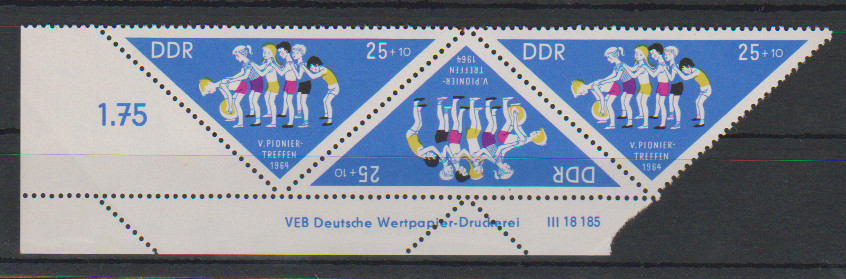 DDR 25+10
V. PIONIER-
TREFFEN
1964
1.75
V. PIONIER-
TREFFEN
1964
DDR 25+10
DDR 25+10
V. PIONIER-
TREFFEN
1964
VEB Deutsche Wertpapier-Druckerei III 18 185